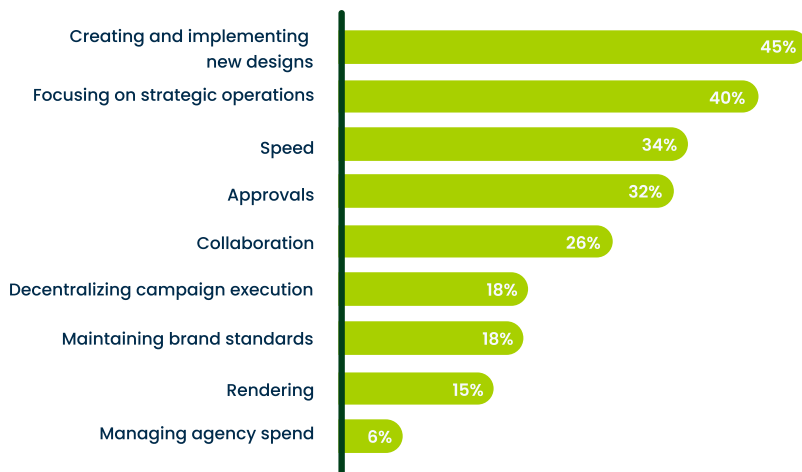 Creating and implementing
new designs
45%
Focusing on strategic operations
40%
Speed
34%
Approvals
32%
Collaboration
26%
Decentralizing campaign execution
18%
Maintaining brand standards
18%
Rendering
15%
Managing agency spend
6%